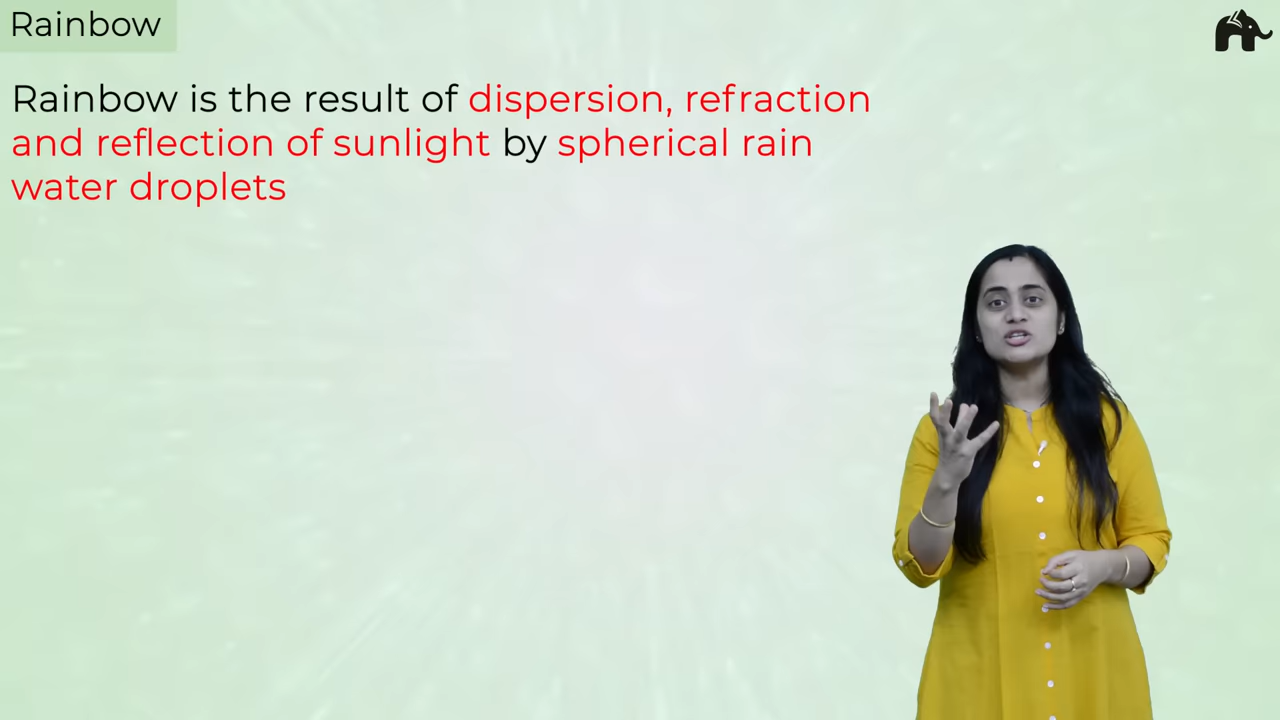 Rainbow
Rainbow is the result of dispersion, refraction
and reflection of sunlight by spherical rain
water droplets